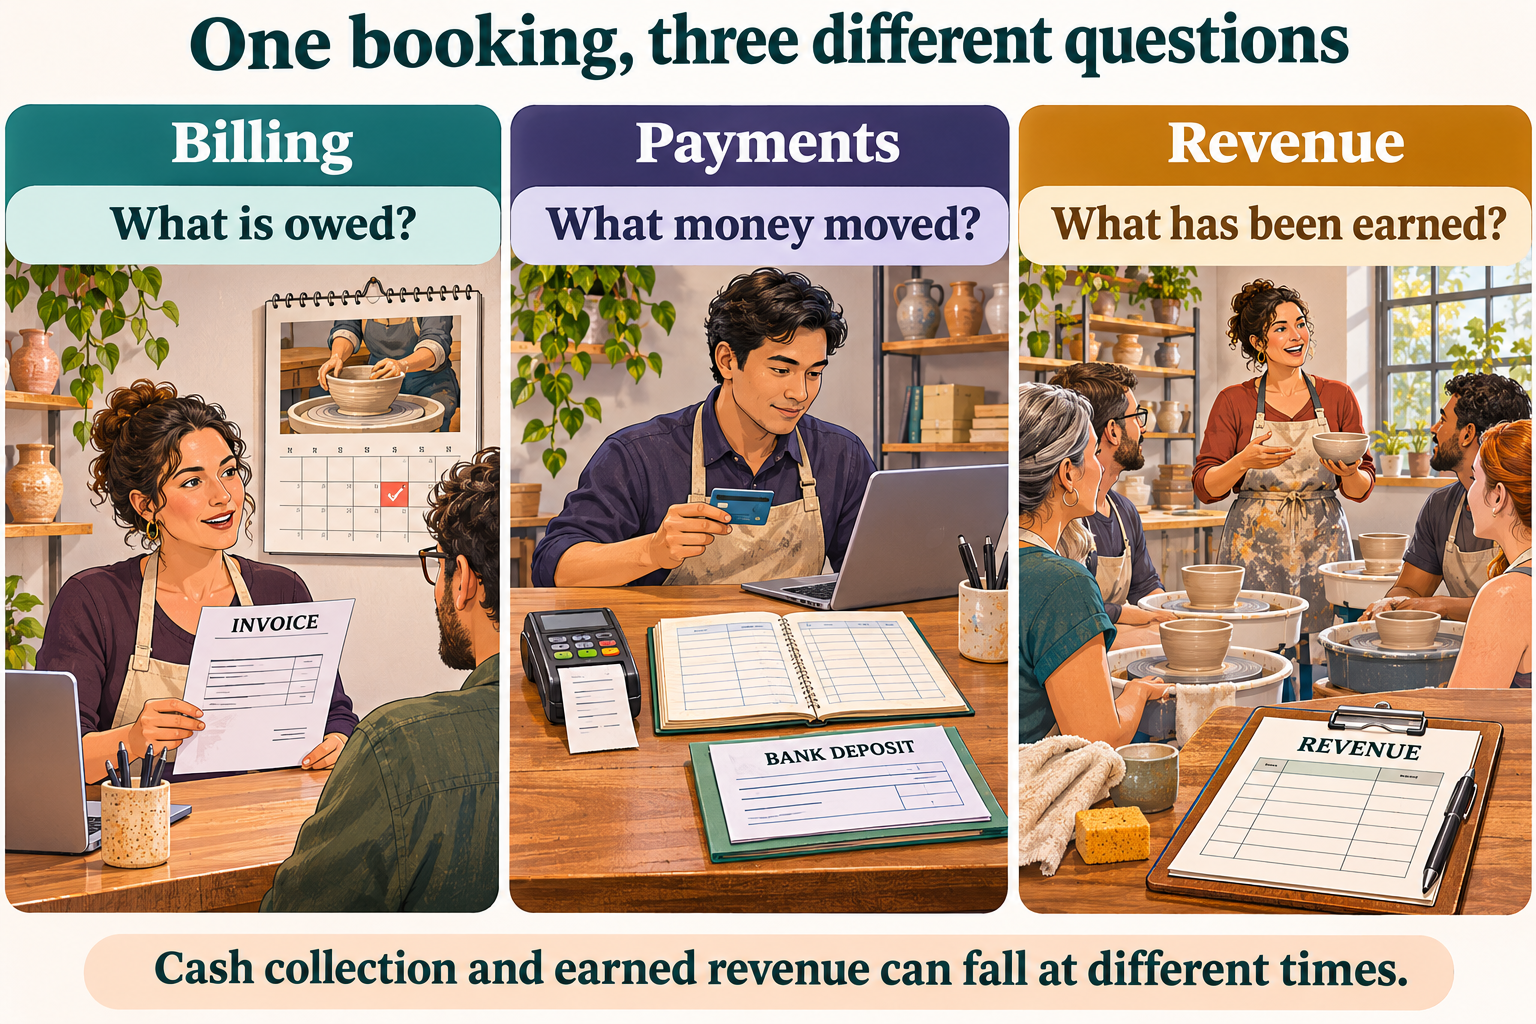 One booking, three different questions
Billing
What is owed?
INVOICE
Payments
What money moved?
BANK DEPOSIT
Revenue
What has been earned?
REVENUE
Cash collection and earned revenue can fall at different times.